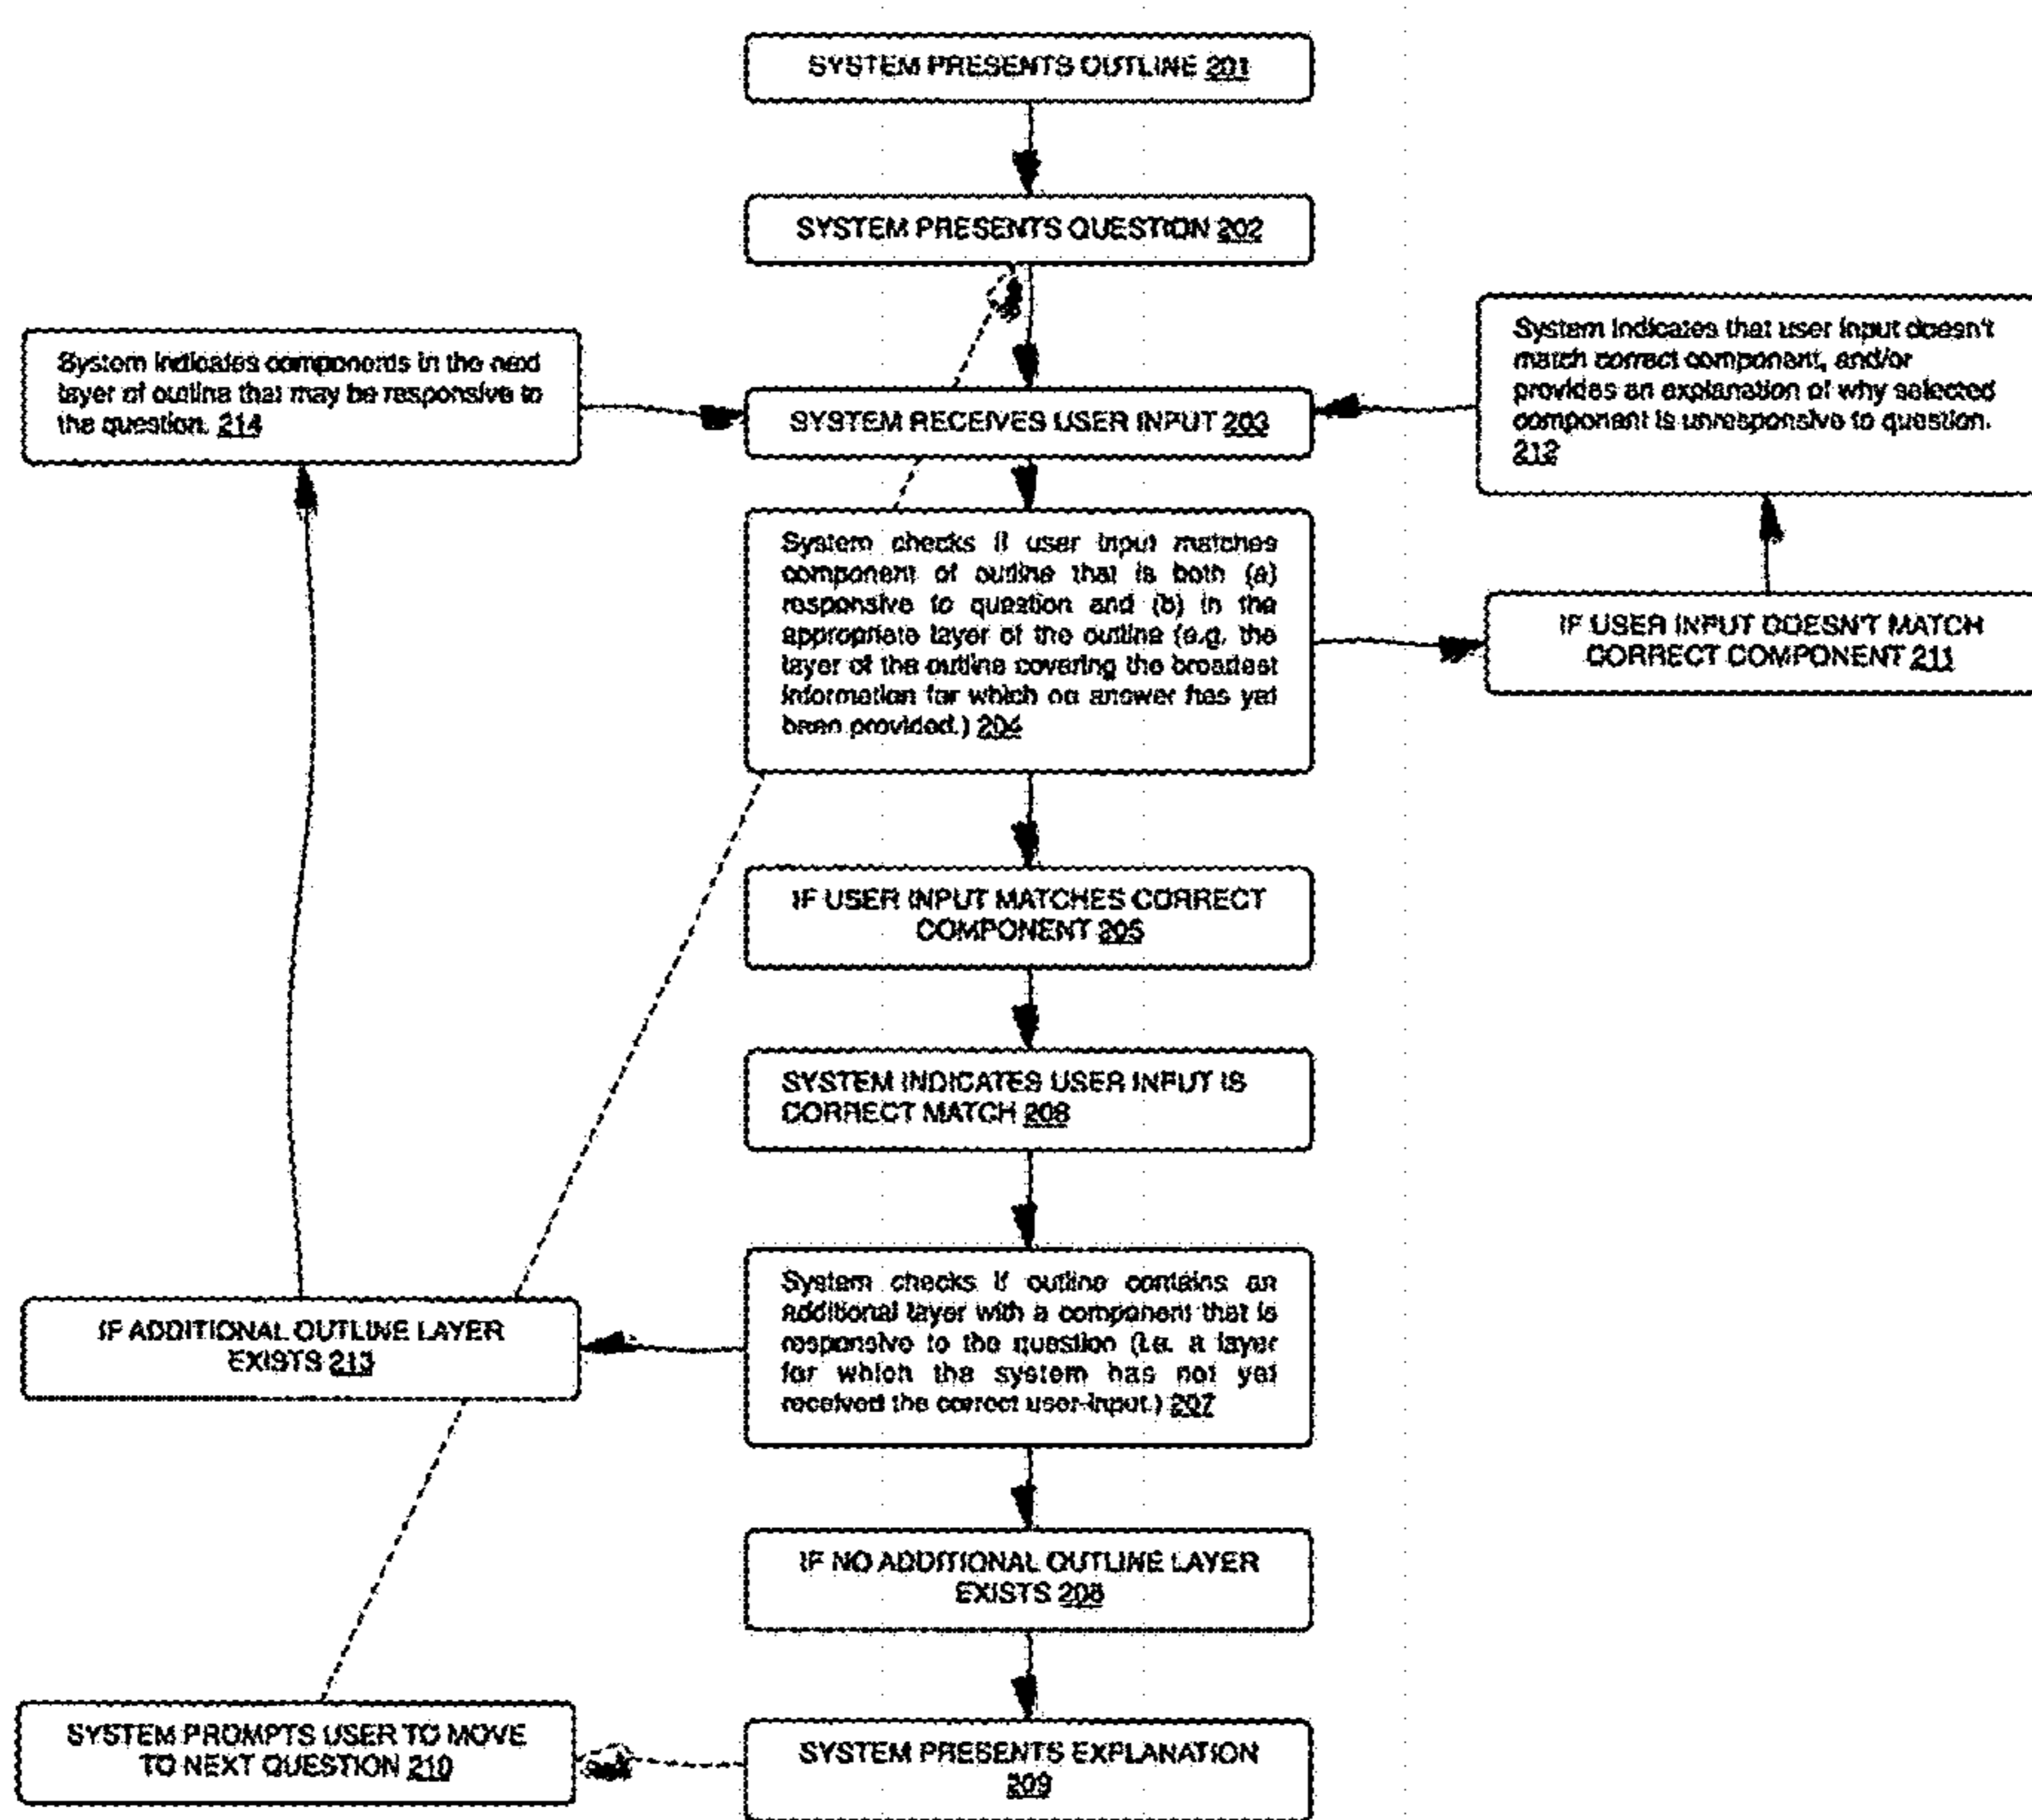 SYSTEM PRESENTS OUTLINE 201
SYSTEM PRESENTS QUESTION 202
System indicates components in the next
layer of outline that may be responsive to
the question. 214
SYSTEM RECEIVES USER INPUT 203
System indicates that user input doesn't
match correct component, and/or
provides an explanation of why selected
component is unresponsive to question.
212
System checks if user input matches
component of outline that is both (a)
responsive to question and (b) in the
appropriate layer of the outline (e.g. the
layer of the outline covering the broadest
information for which no answer has yet
been provided.) 204
IF USER INPUT DOESN'T MATCH
CORRECT COMPONENT 211
IF USER INPUT MATCHES CORRECT
COMPONENT 205
SYSTEM INDICATES USER INPUT IS
CORRECT MATCH
System checks if outline contains an
additional layer with a component that is
responsive to the question (i.e. a layer
for which the system has not yet
received the correct user-input.) 207
IF ADDITIONAL OUTLINE LAYER
EXISTS 213
IF NO ADDITIONAL OUTLINE LAYER
EXISTS
SYSTEM PROMPTS USER TO MOVE
TO NEXT QUESTION 210
SYSTEM PRESENTS EXPLANATION
209